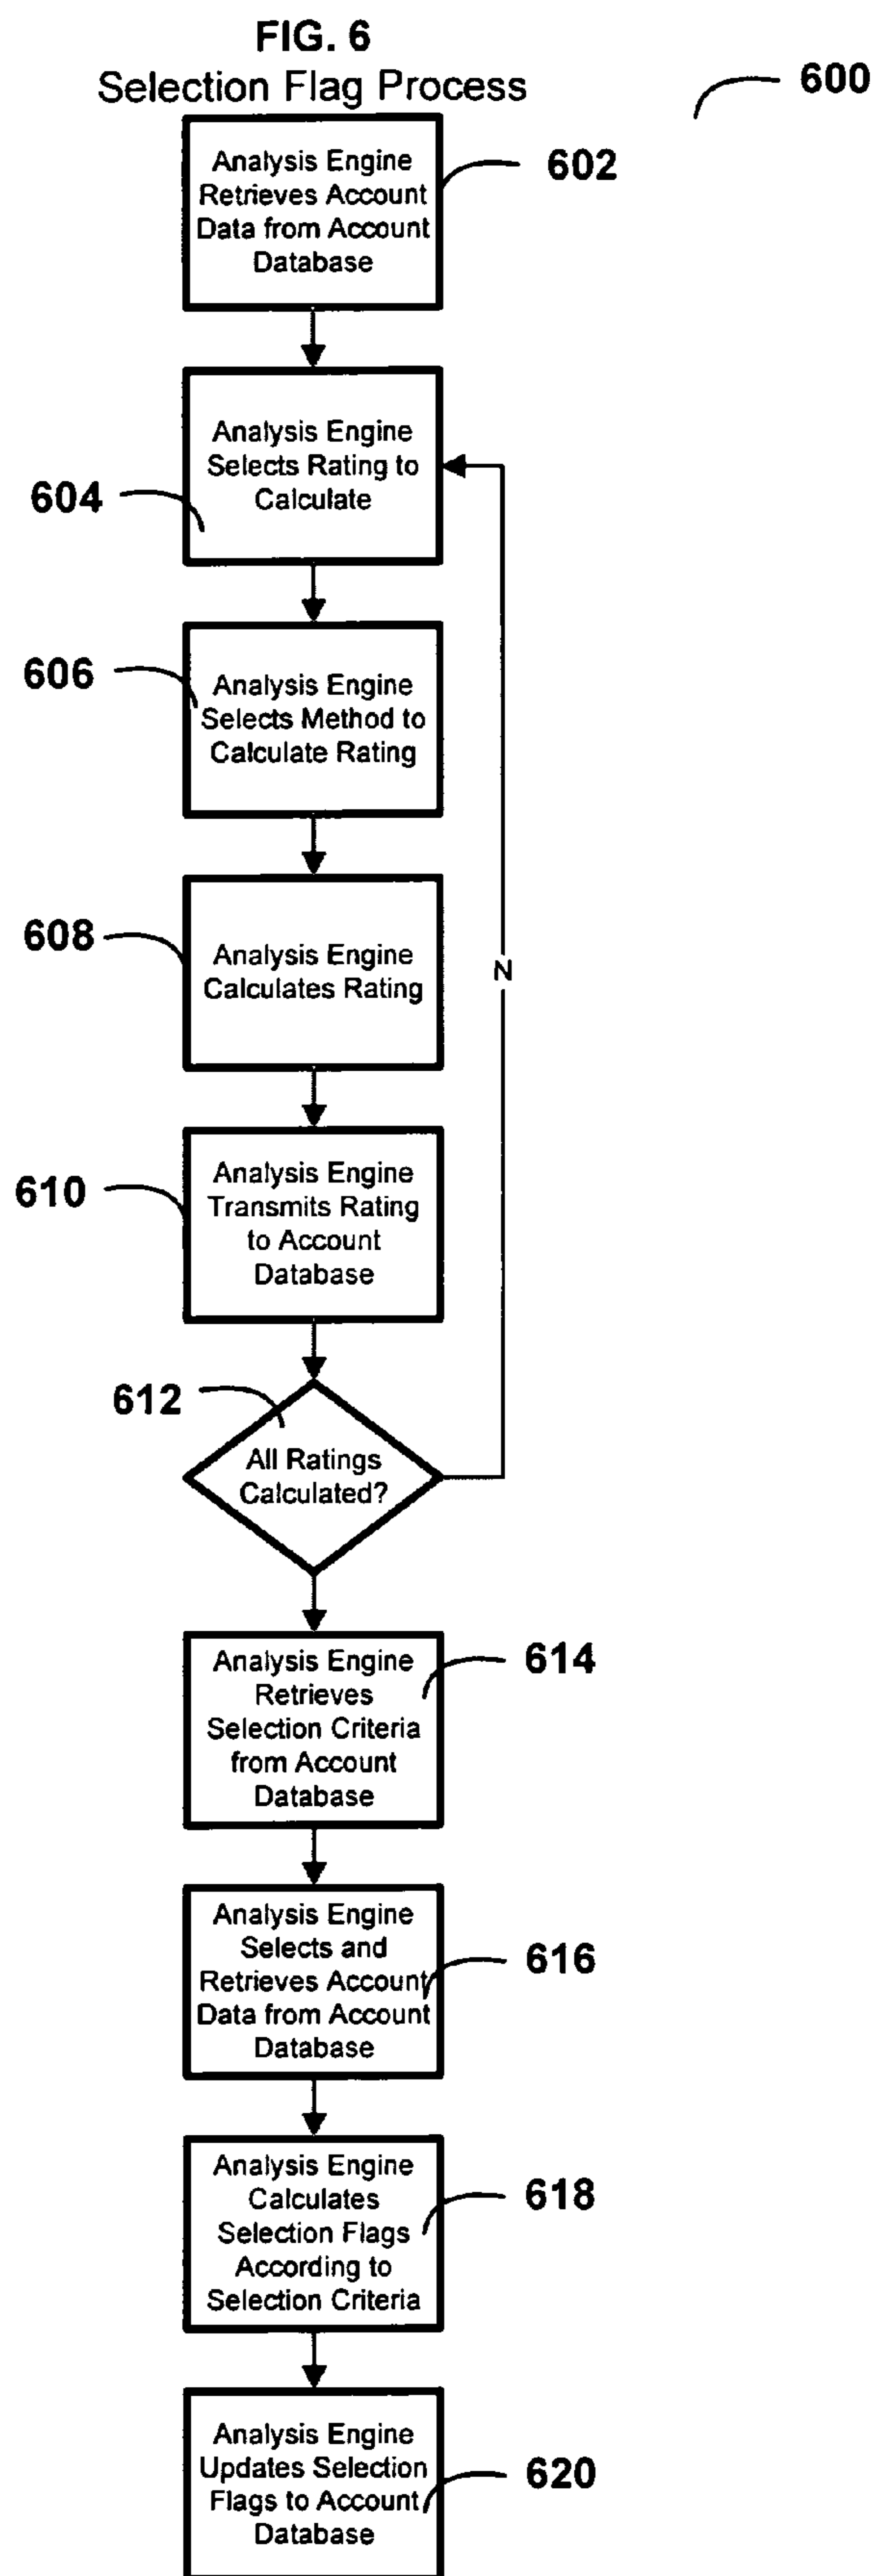 FIG. 6
Selection Flag Process
600
Analysis Engine
Retrieves Account
Data from Account
Database
602
Analysis Engine
Selects Rating to
Calculate
604
Analysis Engine
Selects Method to
Calculate Rating
606
Analysis Engine
Calculates Rating
608
N
Analysis Engine
Transmits Rating
to Account
Database
610
612
All Ratings
Calculated?
Analysis Engine
Retrieves
Selection Criteria
from Account
Database
614
Analysis Engine
Selects and
Retrieves Account
Data from Account
Database
616
Analysis Engine
Calculates
Selection Flags
According to
Selection Criteria
618
Analysis Engine
Updates Selection
Flags to Account
Database
620